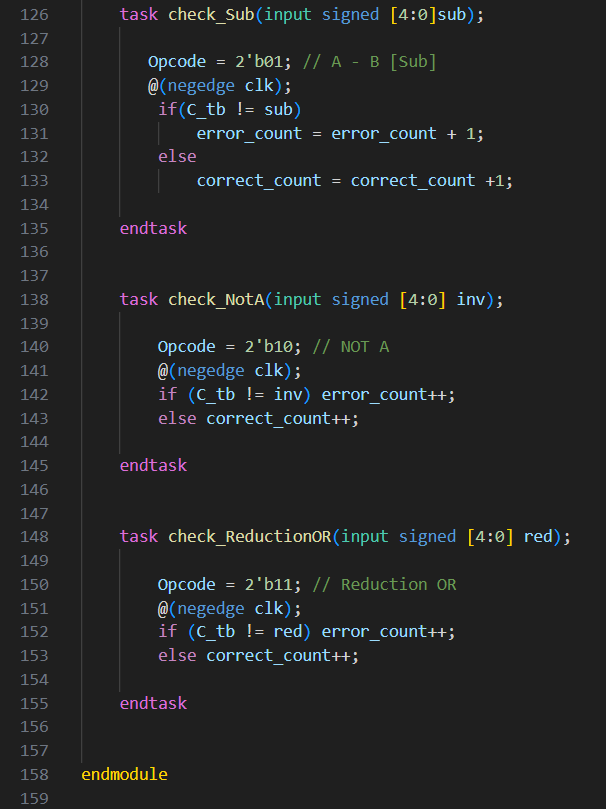 126 task check_Sub(input signed [4:0]sub);
127
128 Opcode = 2'b01; // A - B [Sub]
129 @(negedge clk);
130 if(C_tb != sub)
131 error_count = error_count + 1;
132 else
133 correct_count = correct_count +1;
134
135 endtask
136
137
138 task check_NotA(input signed [4:0] inv);
139
140 Opcode = 2'b10; // NOT A
141 @(negedge clk);
142 if (C_tb != inv) error_count++;
143 else correct_count++;
144
145 endtask
146
147
148 task check_ReductionOR(input signed [4:0] red);
149
150 Opcode = 2'b11; // Reduction OR
151 @(negedge clk);
152 if (C_tb != red) error_count++;
153 else correct_count++;
154
155 endtask
156
157
158 endmodule
159